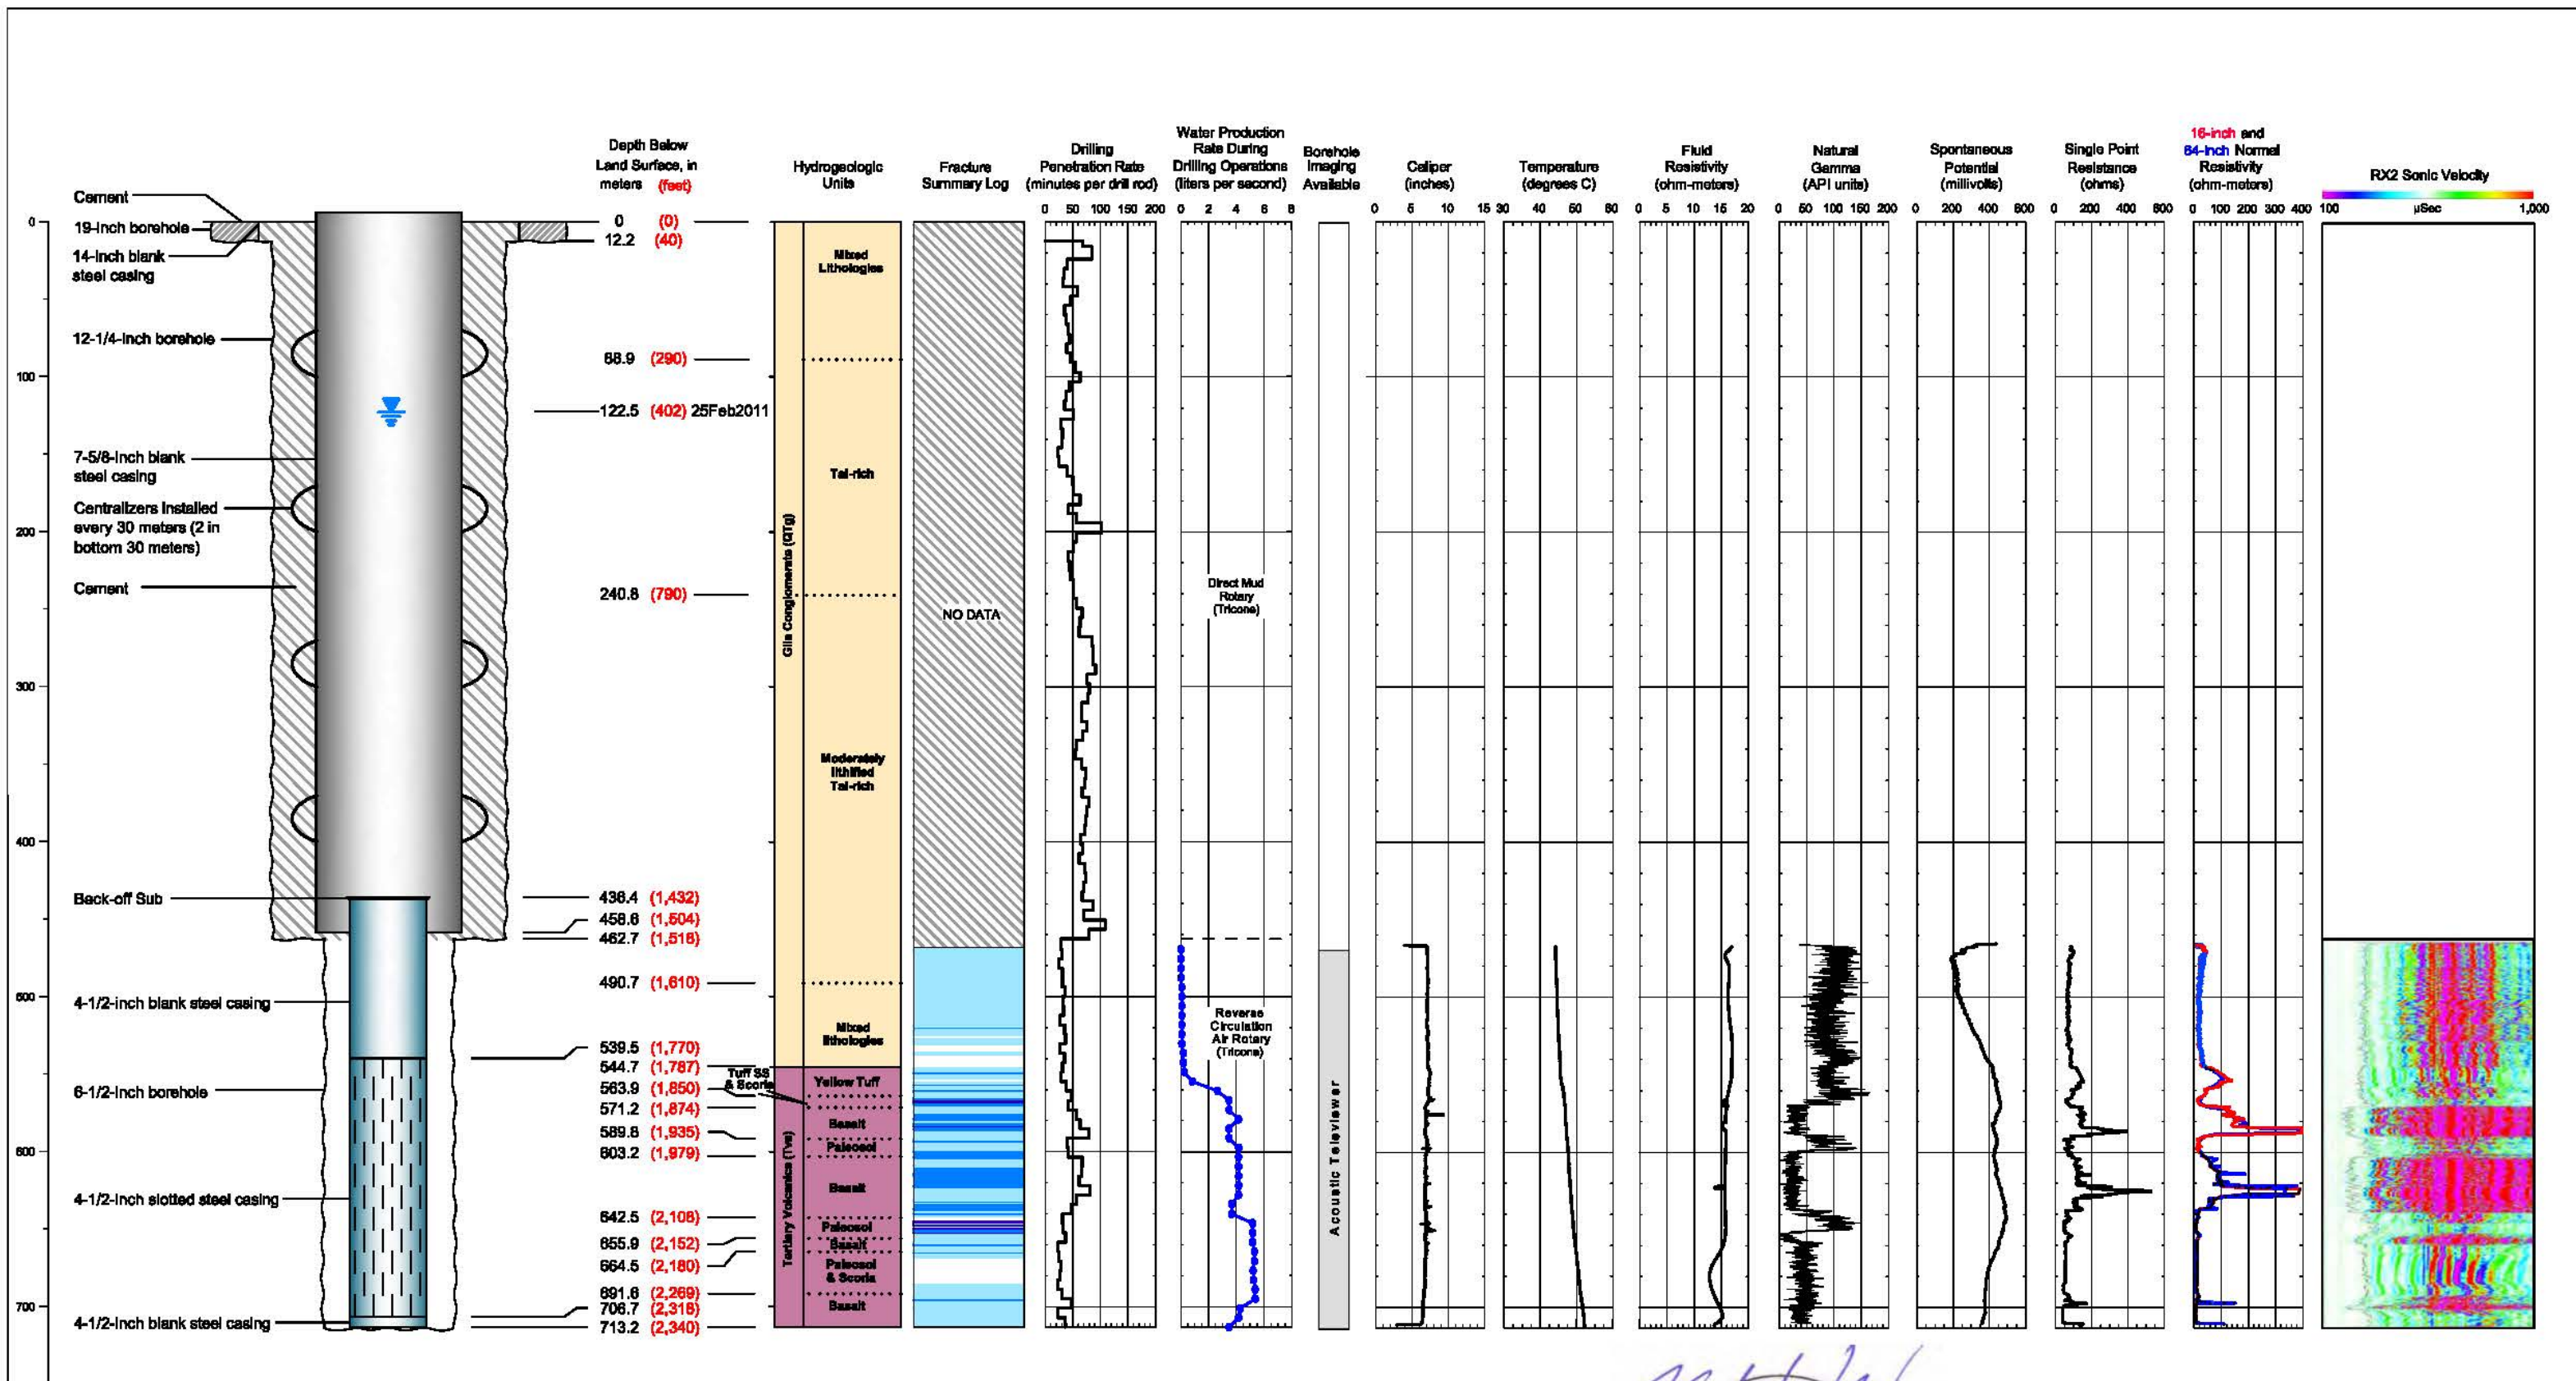 Cement
19-inch borehole
14-inch blank
steel casing
12-1/4-inch borehole
7-5/8-inch blank
steel casing
Centralizers Installed
every 30 meters (2 in
bottom 30 meters)
Cement
Back-off Sub
4-1/2-inch blank steel casing
6-1/2-inch borehole
4-1/2-inch slotted steel casing
4-1/2-inch blank steel casing
0
100
200
300
400
500
600
700
Depth Below
Land Surface, in
meters (feet)
0 (0)
12.2 (40)
88.9 (290)
122.5 (402) 25Feb2011
240.8 (790)
436.4 (1,432)
458.6 (1,504)
462.7 (1,518)
490.7 (1,610)
539.5 (1,770)
544.7 (1,787)
563.9 (1,850)
571.2 (1,874)
589.8 (1,935)
603.2 (1,979)
642.5 (2,108)
655.9 (2,152)
664.5 (2,180)
691.6 (2,269)
706.7 (2,318)
713.2 (2,340)
Hydrogeologic
Units
Gila Conglomerate (QTg)
Mixed
Lithologies
Tal-rich
Moderately
lithified
Tal-rich
Mixed
lithologies
Tertiary Volcanics (Tvs)
Tuff SS
& Scoria
Yellow Tuff
Basalt
Paleosol
Basalt
Paleosol
Basalt
Paleosol
& Scoria
Basalt
Fracture
Summary Log
NO DATA
Drilling
Penetration Rate
(minutes per drill rod)
0 50 100 150 200
Water Production
Rate During
Drilling Operations
(liters per second)
0 2 4 6 8
Direct Mud
Rotary
(Tricone)
Reverse
Circulation
Air Rotary
(Tricone)
Borehole
Imaging
Available
Acoustic Televiewer
Caliper
(inches)
0 5 10 15
Temperature
(degrees C)
30 40 60 80
Fluid
Resistivity
(ohm-meters)
0 5 10 15 20
Natural
Gamma
(API units)
0 50 100 150 200
Spontaneous
Potential
(millivolts)
0 200 400 600
Single Point
Resistance
(ohms)
0 200 400 600
16-inch and
64-inch Normal
Resistivity
(ohm-meters)
0 100 200 300 400
RX2 Sonic Velocity
100 µSec 1,000